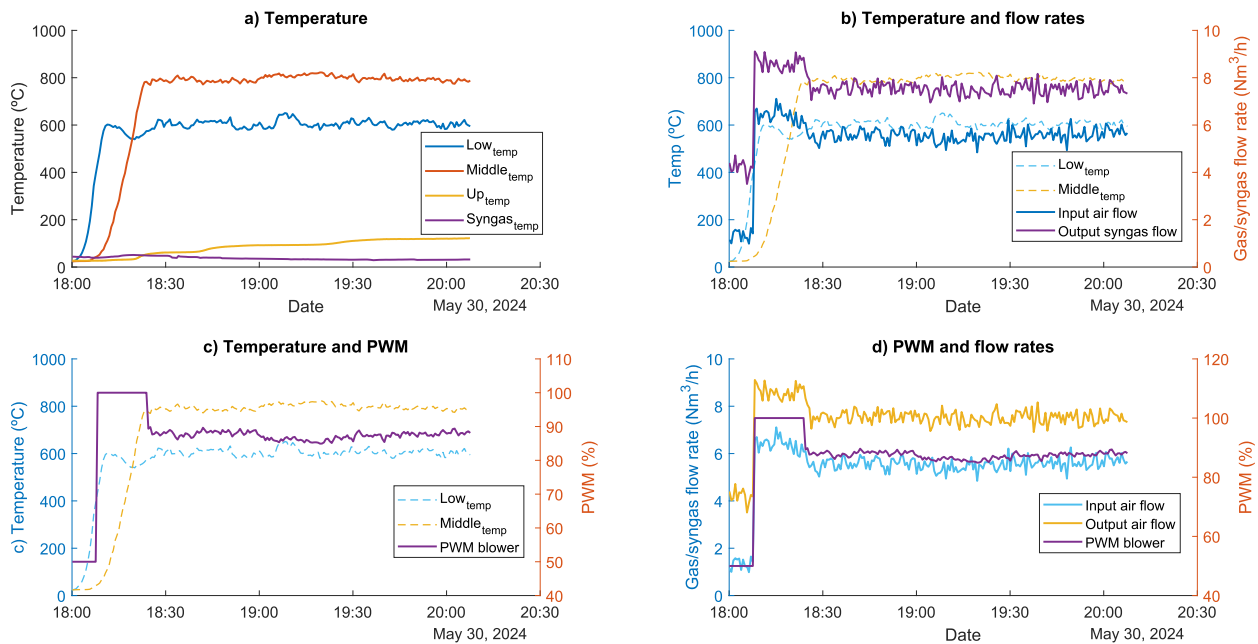 a) Temperature
1000
800
600
400
200
0
Temperature (ºC)
Low_temp
Middle_temp
Up_temp
Syngas_temp
18:00 18:30 19:00 19:30 20:00 20:30
Date
May 30, 2024
b) Temperature and flow rates
1000
800
600
400
200
0
Temp (ºC)
10
8
6
4
2
0
Gas/syngas flow rate (Nm³/h)
Low_temp
Middle_temp
Input air flow
Output syngas flow
18:00 18:30 19:00 19:30 20:00 20:30
Date
May 30, 2024
c) Temperature and PWM
1000
800
600
400
200
0
c) Temperature (ºC)
110
100
90
80
70
60
50
40
PWM (%)
Low_temp
Middle_temp
PWM blower
18:00 18:30 19:00 19:30 20:00 20:30
May 30, 2024
d) PWM and flow rates
10
8
6
4
2
0
Gas/syngas flow rate (Nm³/h)
120
100
80
60
40
PWM (%)
Input air flow
Output air flow
PWM blower
18:00 18:30 19:00 19:30 20:00 20:30
Date
May 30, 2024